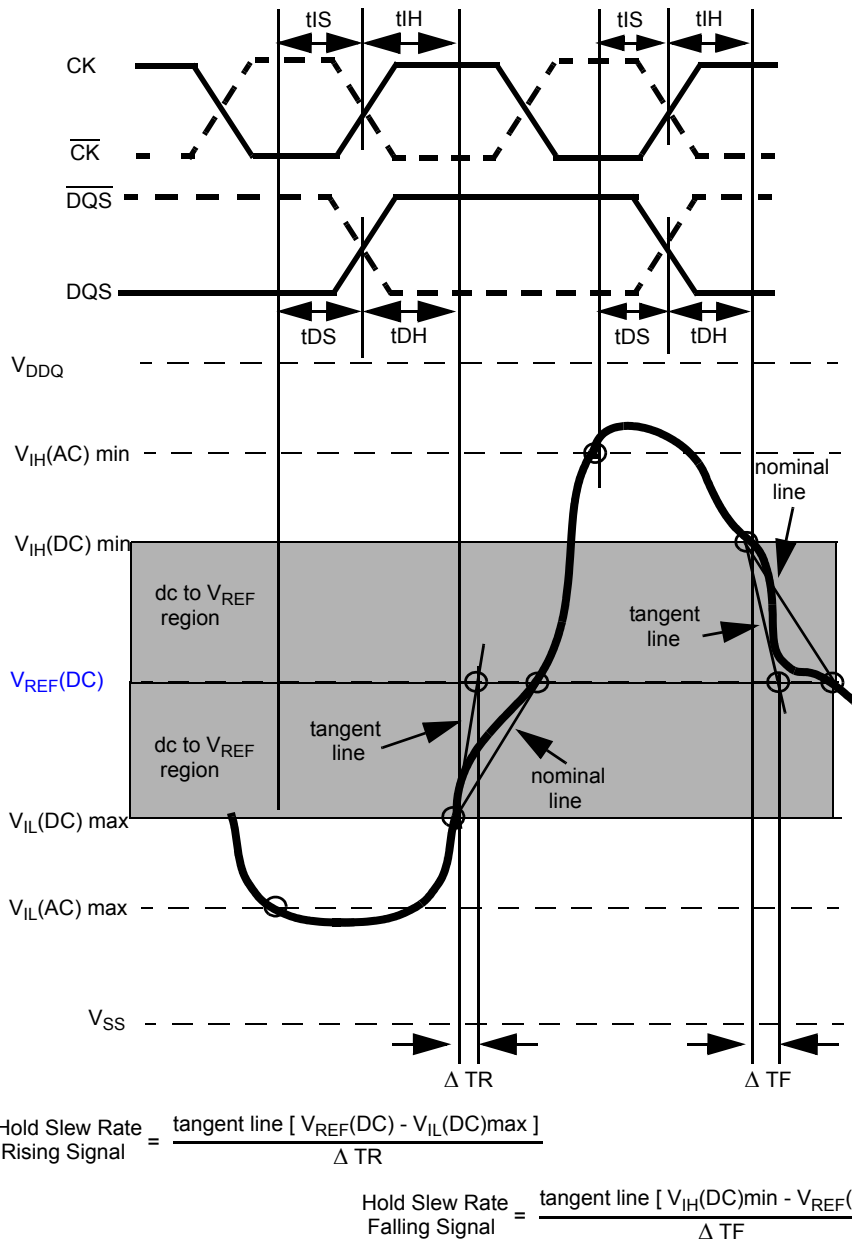 tIS tIH tIS tIH
CK
CK
DQS
DQS
tDS tDH tDS tDH
VDDQ
VIH(AC) min
nominal
line
VIH(DC) min
dc to VREF
region
tangent
line
VREF(DC)
tangent
line
dc to VREF
region
nominal
line
VIL(DC) max
VIL(AC) max
VSS
Δ TR Δ TF
Hold Slew Rate
Rising Signal = tangent line [ VREF(DC) - VIL(DC)max ]
Δ TR
Hold Slew Rate
Falling Signal = tangent line [ VIH(DC)min - VREF(
Δ TF